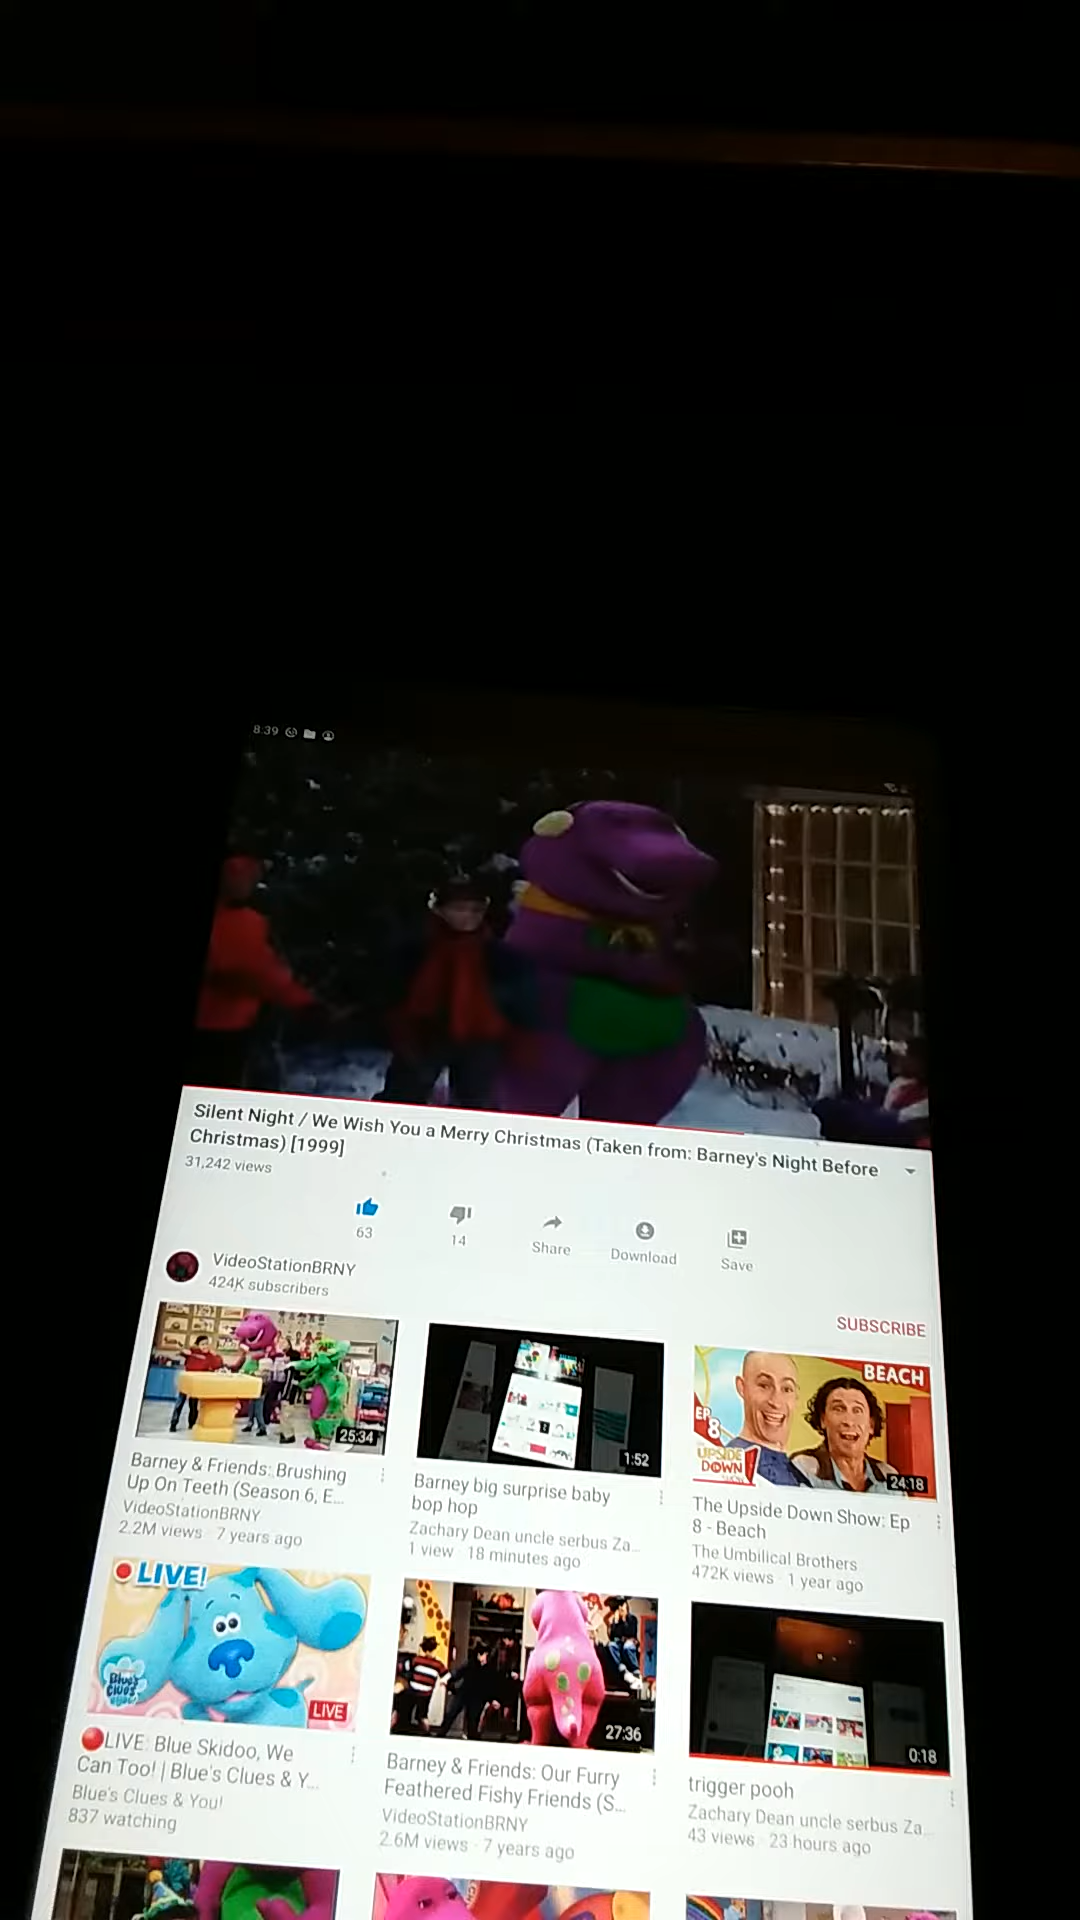 8:39
Silent Night / We Wish You a Merry Christmas (Taken from: Barney's Night Before
Christmas) [1999]
31,242 views
63
14
Share
Download
Save
VideoStationBRNY
424K subscribers
SUBSCRIBE
25:34
Barney & Friends: Brushing
Up On Teeth (Season 6, E...
VideoStationBRNY
2.2M views · 7 years ago
1:52
Barney big surprise baby
bop hop
Zachary Dean uncle serbus Za...
1 view · 18 minutes ago
BEACH
EP
8
UPSIDE
DOWN
24:18
The Upside Down Show: Ep
8 - Beach
The Umbilical Brothers
472K views · 1 year ago
LIVE!
Blue's
Clues
& you!
LIVE
LIVE: Blue Skidoo, We
Can Too! | Blue's Clues & Y...
Blue's Clues & You!
837 watching
27:36
Barney & Friends: Our Furry
Feathered Fishy Friends (S...
VideoStationBRNY
2.6M views · 7 years ago
0:18
trigger pooh
Zachary Dean uncle serbus Za...
43 views · 23 hours ago